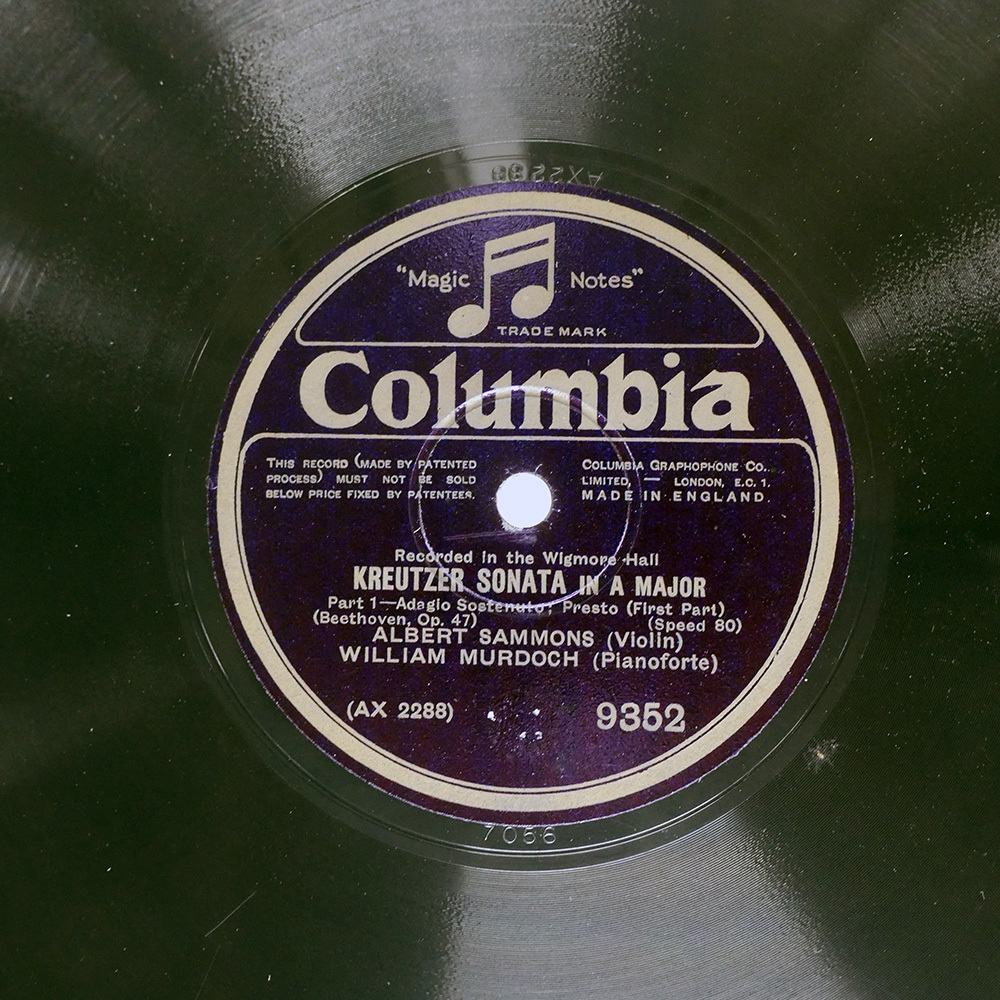 AX2288
"Magic Notes"
TRADE MARK
Columbia
THIS RECORD (MADE BY PATENTED
PROCESS) MUST NOT BE SOLD
BELOW PRICE FIXED BY PATENTEES.
COLUMBIA GRAPHOPHONE CO.,
LIMITED, — LONDON, E.C. 1.
MADE IN ENGLAND.
Recorded in the Wigmore Hall
KREUTZER SONATA IN A MAJOR
Part 1—Adagio Sostenuto; Presto (First Part)
(Beethoven, Op. 47) (Speed 80)
ALBERT SAMMONS (Violin)
WILLIAM MURDOCH (Pianoforte)
(AX 2288) 9352
7056